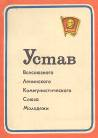 Устав
Всесоюзного
Ленинского
Коммунистического
Союза
Молодежи